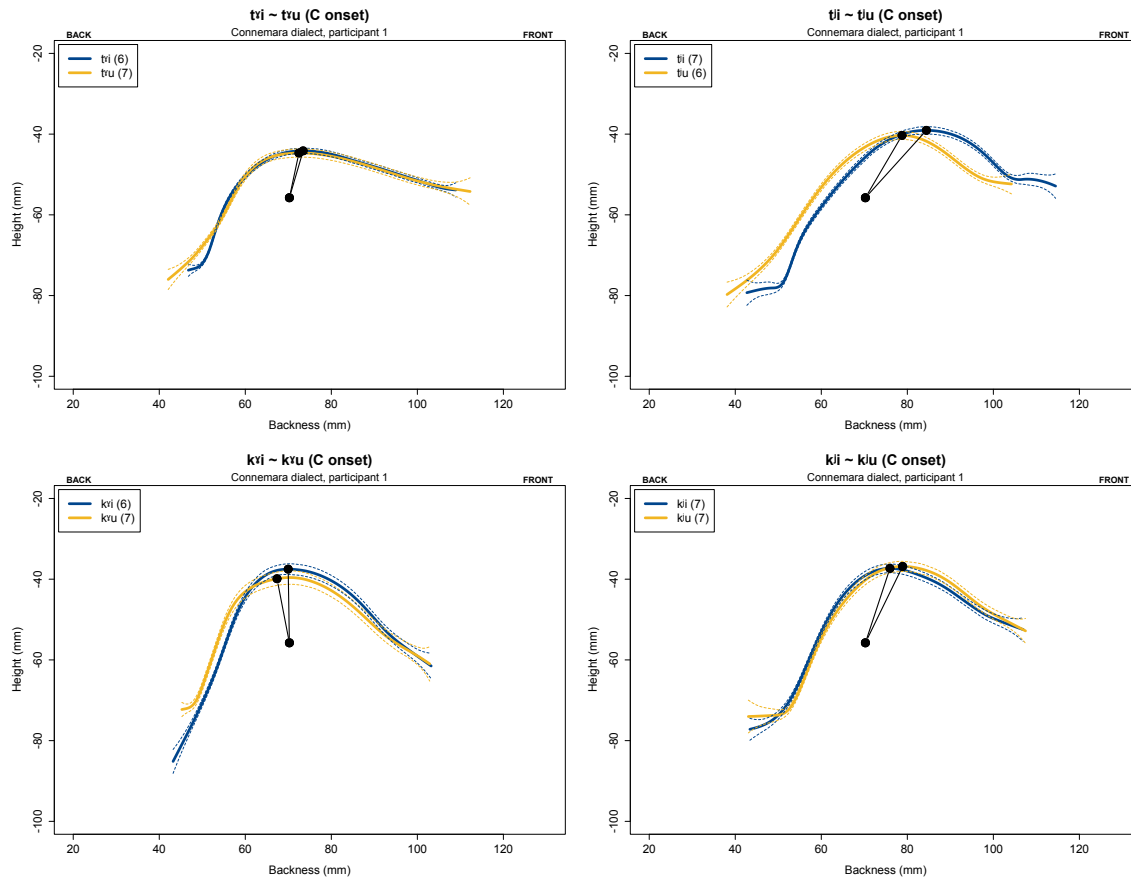 tˠi ~ tˠu (C onset)
Connemara dialect, participant 1
BACK
FRONT
tˠi (6)
tˠu (7)
-20
-40
-60
-80
-100
Height (mm)
20 40 60 80 100 120
Backness (mm)
tʲi ~ tʲu (C onset)
Connemara dialect, participant 1
BACK
FRONT
tʲi (7)
tʲu (6)
-20
-40
-60
-80
-100
Height (mm)
20 40 60 80 100 120
Backness (mm)
kˠi ~ kˠu (C onset)
Connemara dialect, participant 1
BACK
FRONT
kˠi (6)
kˠu (7)
-20
-40
-60
-80
-100
Height (mm)
20 40 60 80 100 120
Backness (mm)
kʲi ~ kʲu (C onset)
Connemara dialect, participant 1
BACK
FRONT
kʲi (7)
kʲu (7)
-20
-40
-60
-80
-100
Height (mm)
20 40 60 80 100 120
Backness (mm)